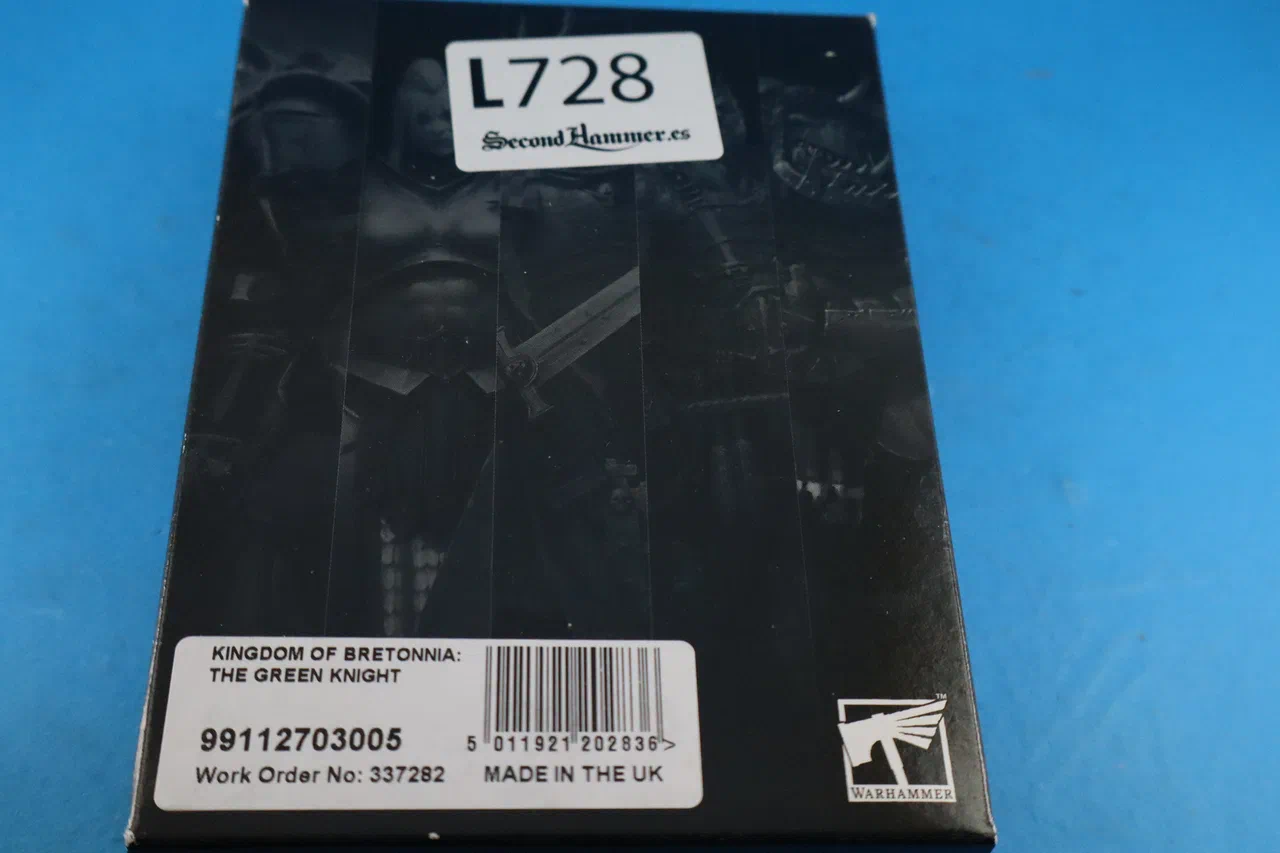 L728
SecondHammer.es
KINGDOM OF BRETONNIA:
THE GREEN KNIGHT
99112703005
Work Order No: 337282
5 011921 202836 >
MADE IN THE UK
TM
WARHAMMER